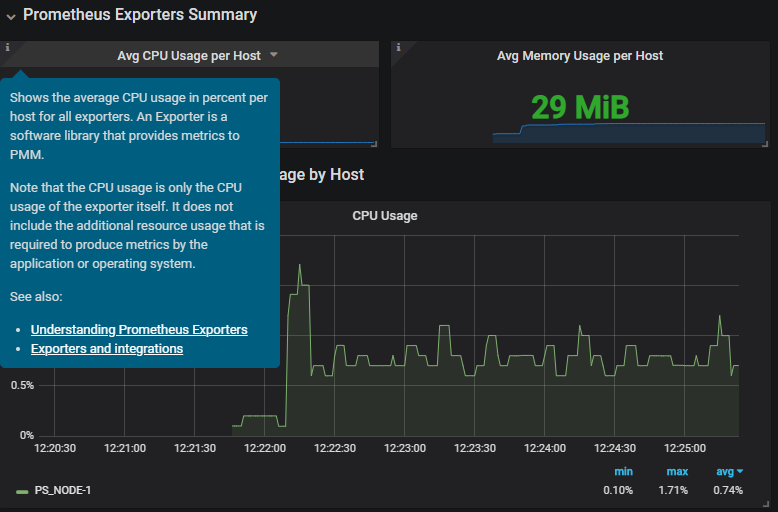 Prometheus Exporters Summary
Avg CPU Usage per Host
Avg Memory Usage per Host
Shows the average CPU usage in percent per
host for all exporters. An Exporter is a
software library that provides metrics to
PMM.
Note that the CPU usage is only the CPU
usage of the exporter itself. It does not
include the additional resource usage that is
required to produce metrics by the
application or operating system.
See also:
Understanding Prometheus Exporters
Exporters and integrations
29 MiB
age by Host
CPU Usage
0.5%
0%
12:20:30 12:21:00 12:21:30 12:22:00 12:22:30 12:23:00 12:23:30 12:24:00 12:24:30 12:25:00
min max avg
PS_NODE-1 0.10% 1.71% 0.74%